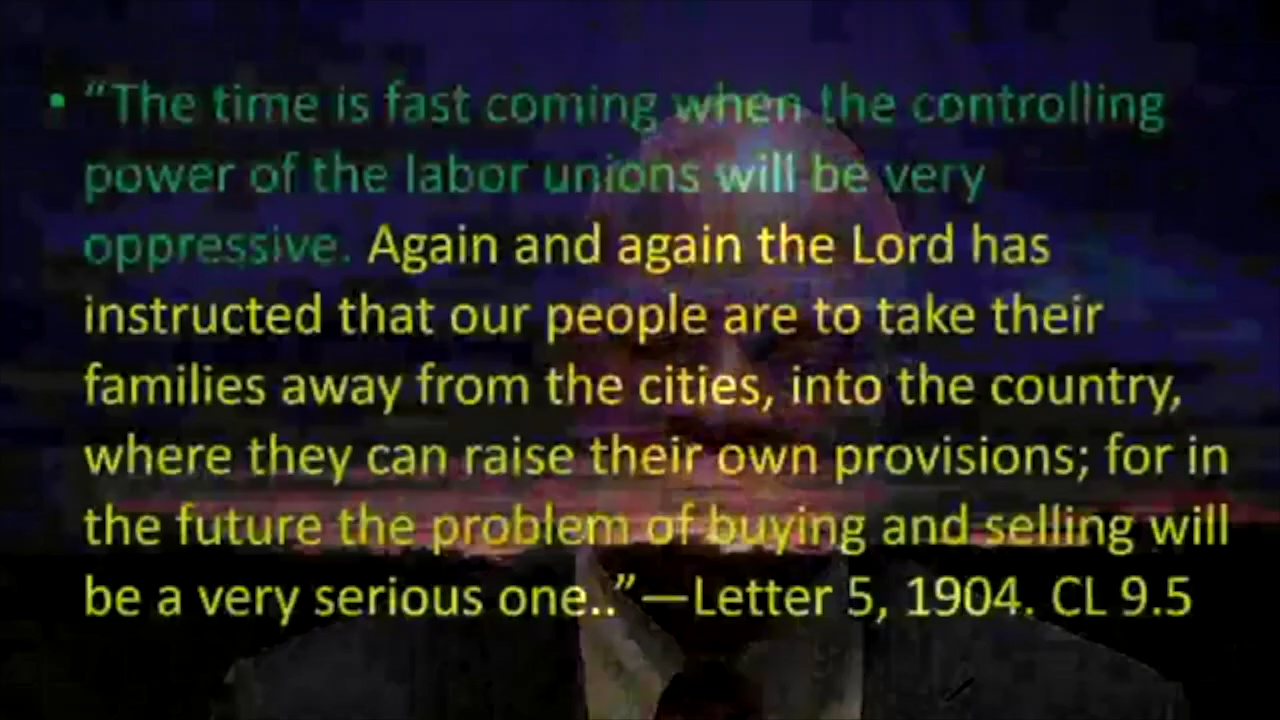 • “The time is fast coming when the controlling
power of the labor unions will be very
oppressive. Again and again the Lord has
instructed that our people are to take their
families away from the cities, into the country,
where they can raise their own provisions; for in
the future the problem of buying and selling will
be a very serious one..”—Letter 5, 1904. CL 9.5